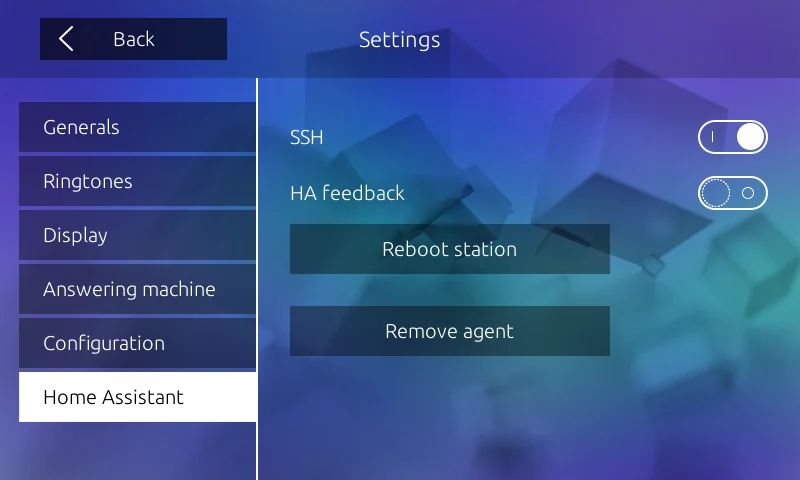 Back
Settings
Generals
Ringtones
Display
Answering machine
Configuration
Home Assistant
SSH
HA feedback
Reboot station
Remove agent